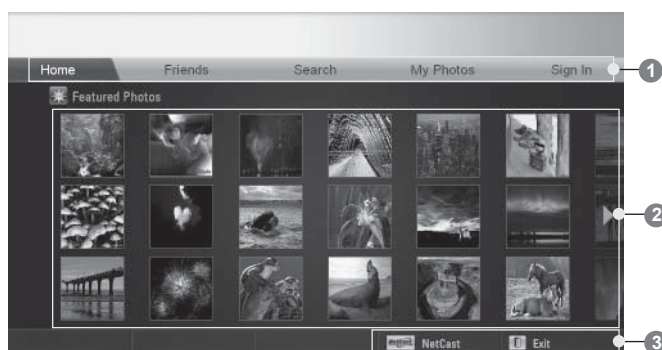 Home Friends Search My Photos Sign In
1
Featured Photos
2
NetCast Exit
3